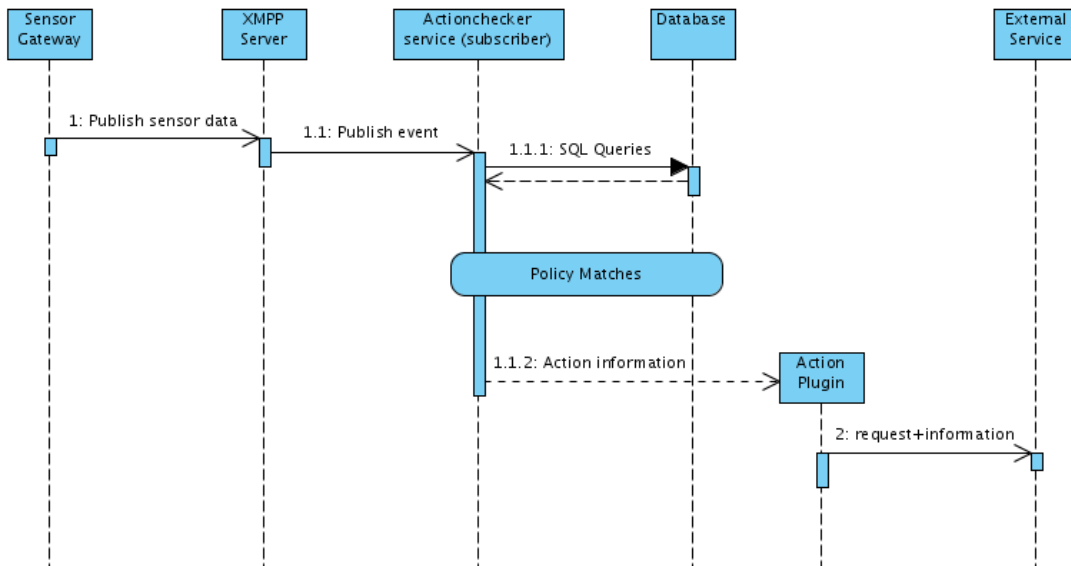 Sensor
Gateway
XMPP
Server
Actionchecker
service (subscriber)
Database
External
Service
1: Publish sensor data
1.1: Publish event
1.1.1: SQL Queries
Policy Matches
1.1.2: Action information
Action
Plugin
2: request+information